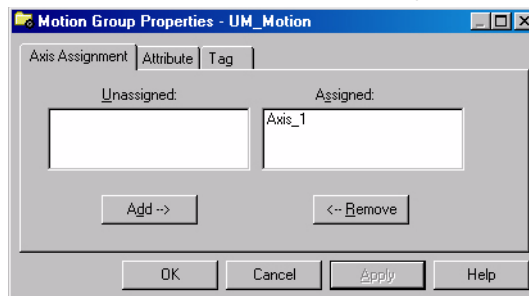 Motion Group Properties - UM_Motion
Axis Assignment Attribute Tag
Unassigned: Assigned:
Axis_1
Add --> <-- Remove
OK Cancel Apply Help